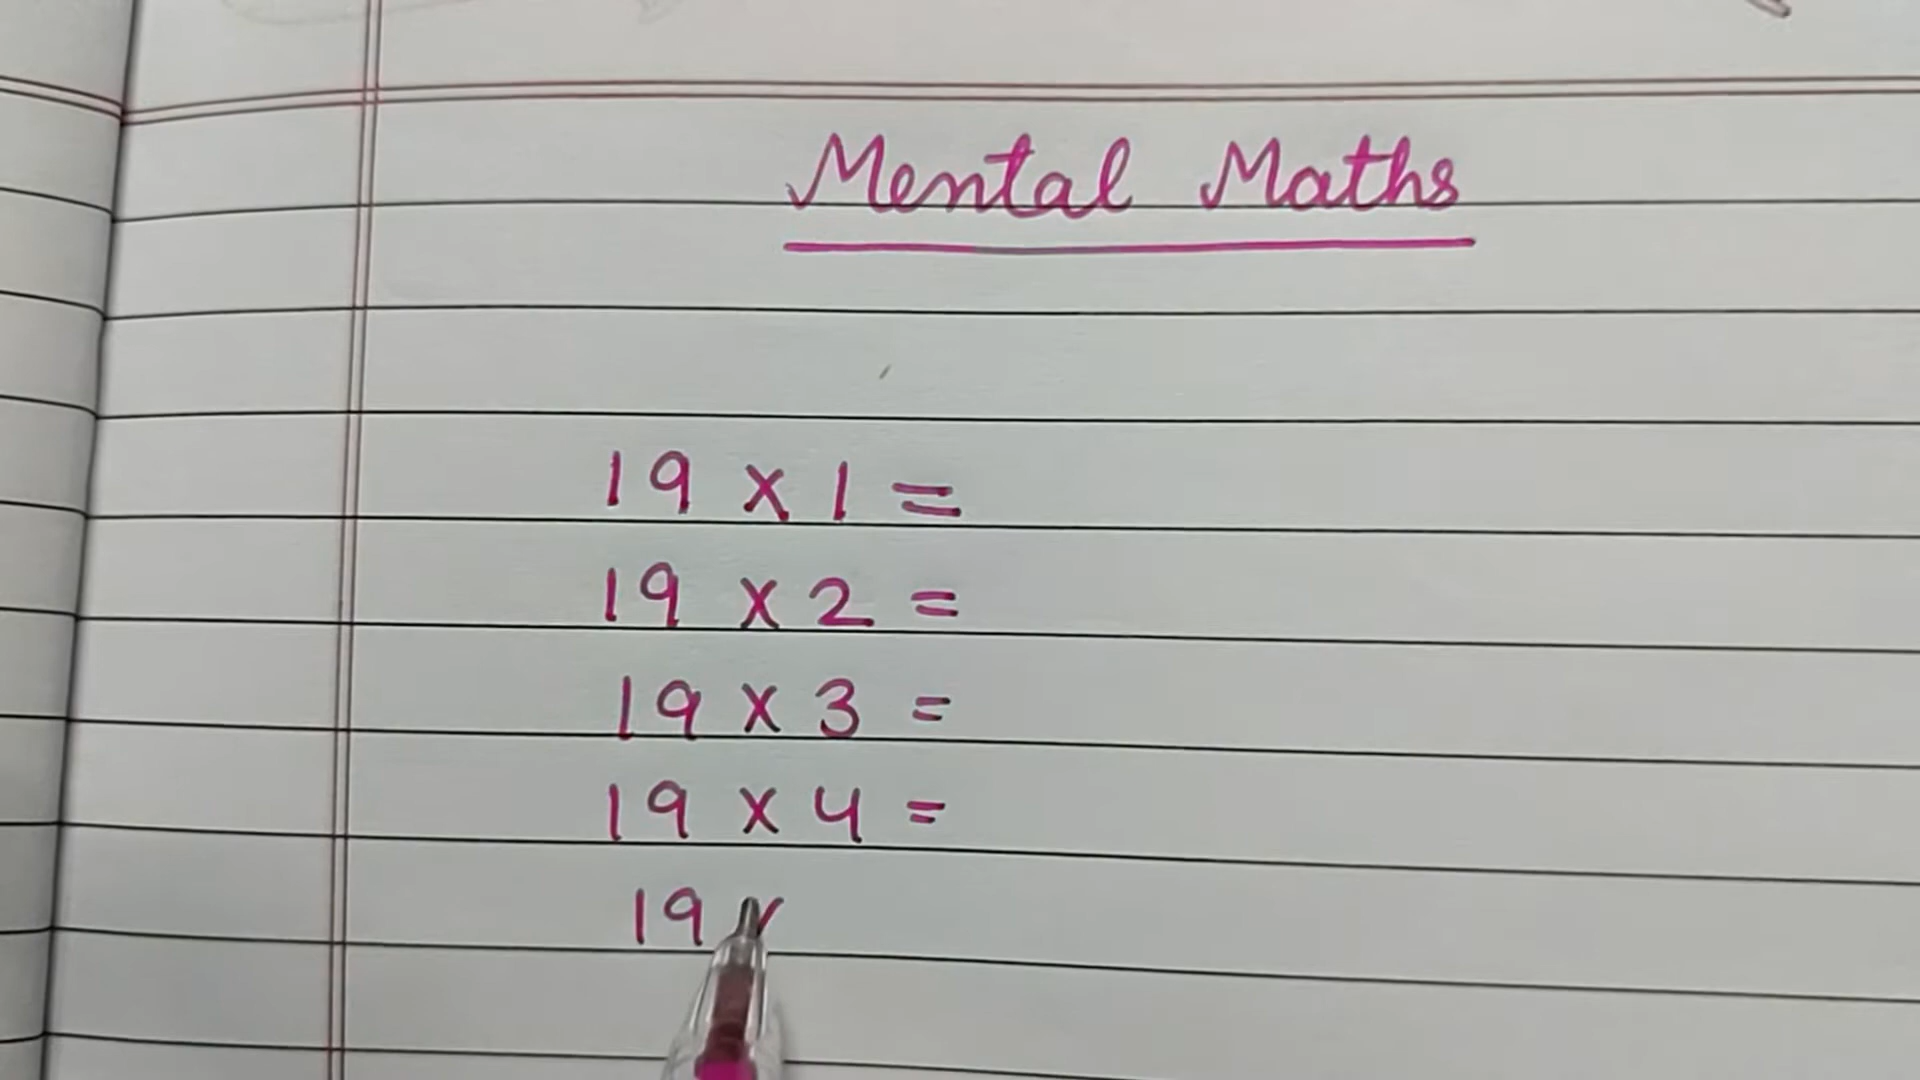 Mental Maths
19 x 1 =
19 x 2 =
19 x 3 =
19 x 4 =
19 x